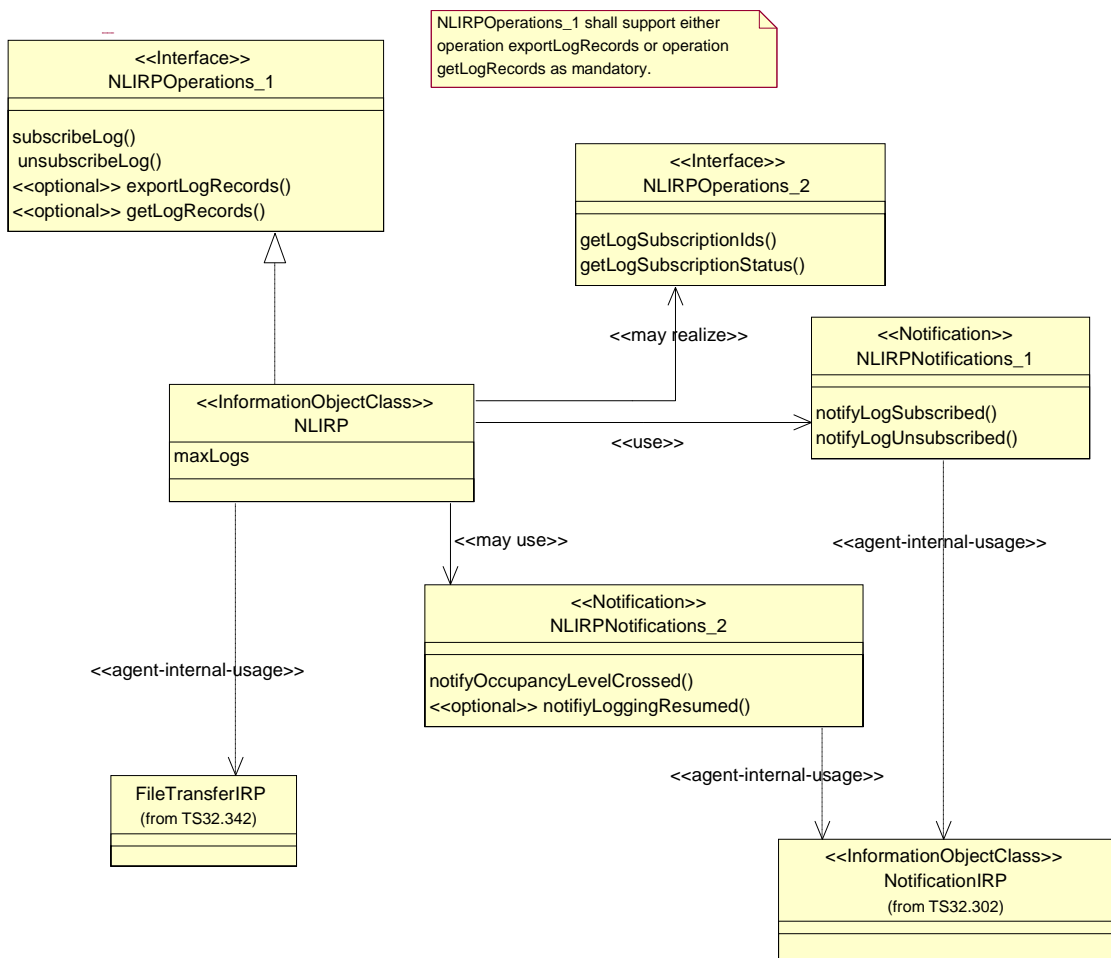 NLIRPOperations_1 shall support either
operation exportLogRecords or operation
getLogRecords as mandatory.
<<Interface>>
NLIRPOperations_1
subscribeLog()
unsubscribeLog()
<<optional>> exportLogRecords()
<<optional>> getLogRecords()
<<Interface>>
NLIRPOperations_2
getLogSubscriptionIds()
getLogSubscriptionStatus()
<<may realize>>
<<Notification>>
NLIRPNotifications_1
notifyLogSubscribed()
notifyLogUnsubscribed()
<<InformationObjectClass>>
NLIRP
maxLogs
<<use>>
<<may use>>
<<agent-internal-usage>>
<<Notification>>
NLIRPNotifications_2
notifyOccupancyLevelCrossed()
<<optional>> notifiyLoggingResumed()
<<agent-internal-usage>>
<<agent-internal-usage>>
FileTransferIRP
(from TS32.342)
<<InformationObjectClass>>
NotificationIRP
(from TS32.302)